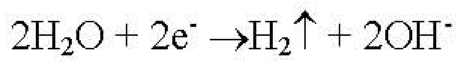 2H₂O + 2e⁻ →H₂↑ + 2OH⁻